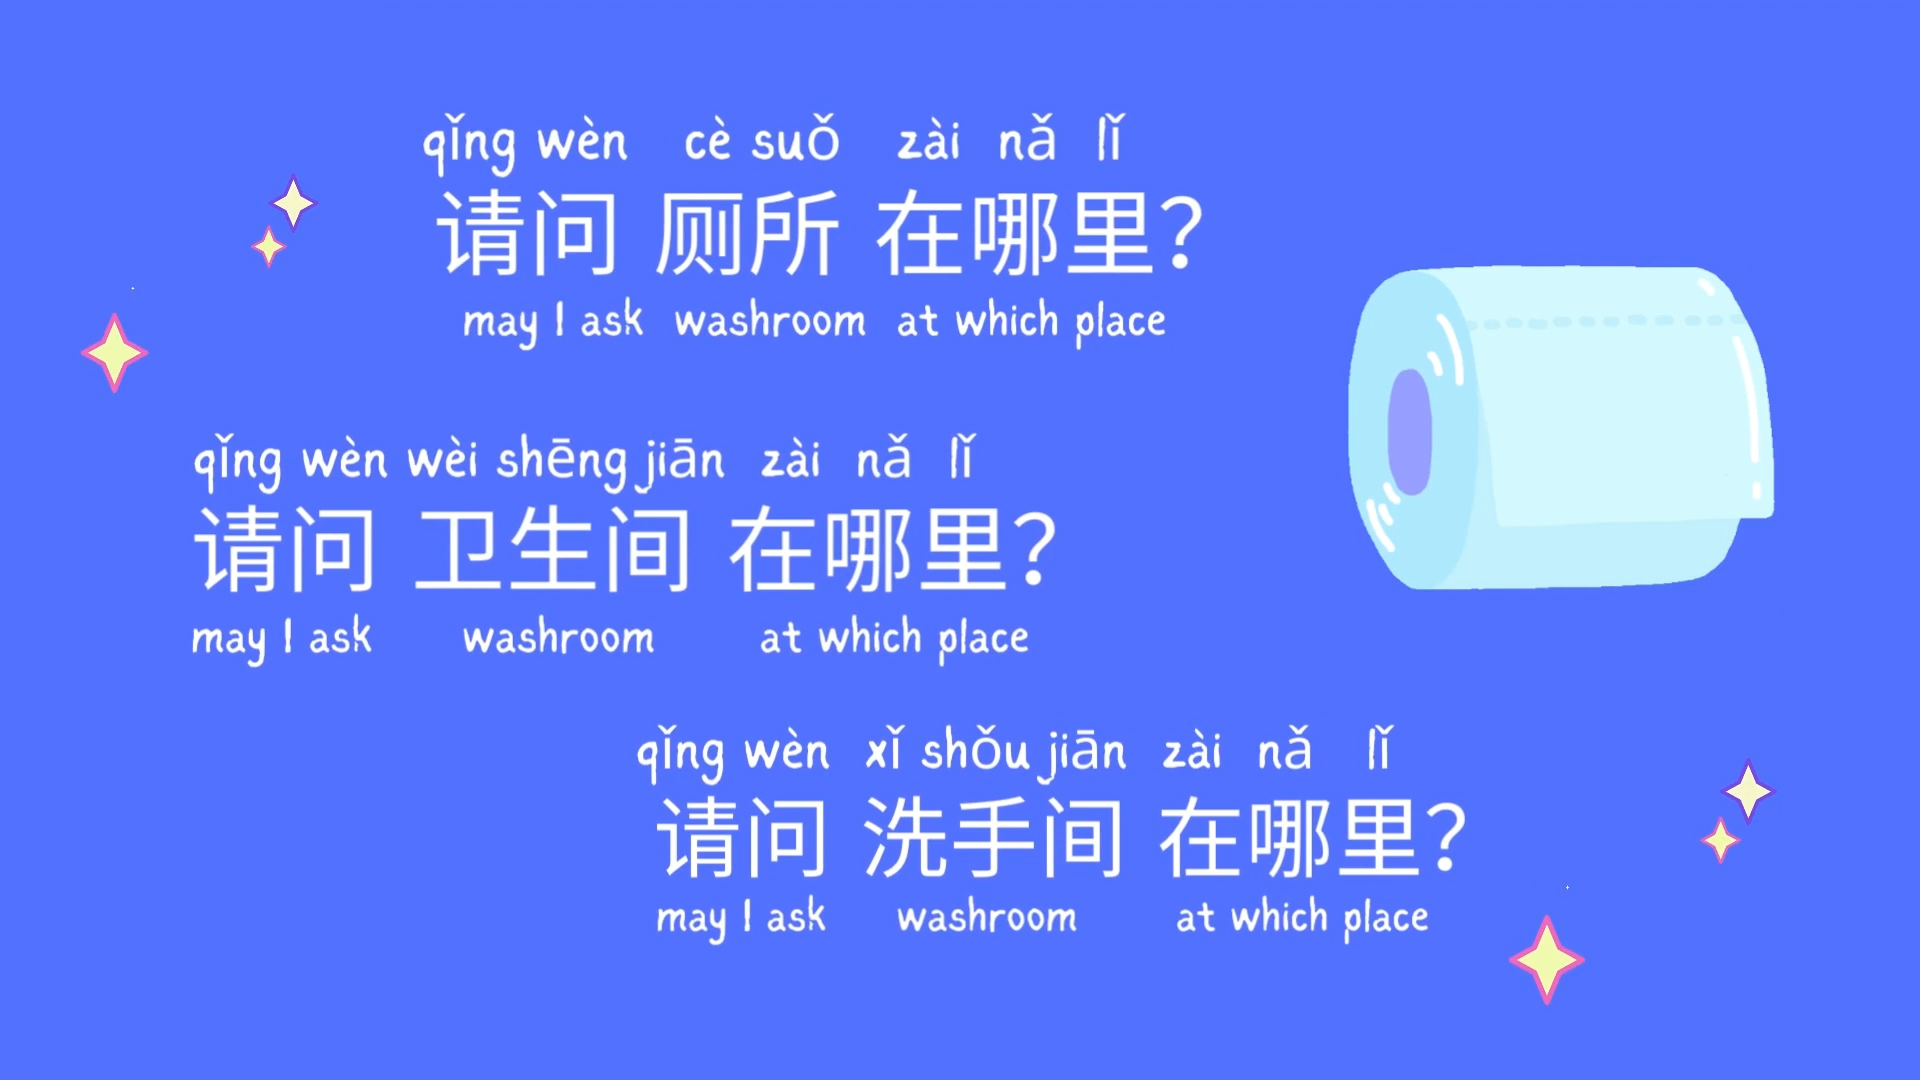 qǐng wèn cè suǒ zài nǎ lǐ
请问 厕所 在哪里？
may I ask washroom at which place
qǐng wèn wèi shēng jiān zài nǎ lǐ
请问 卫生间 在哪里？
may I ask washroom at which place
qǐng wèn xǐ shǒu jiān zài nǎ lǐ
请问 洗手间 在哪里？
may I ask washroom at which place